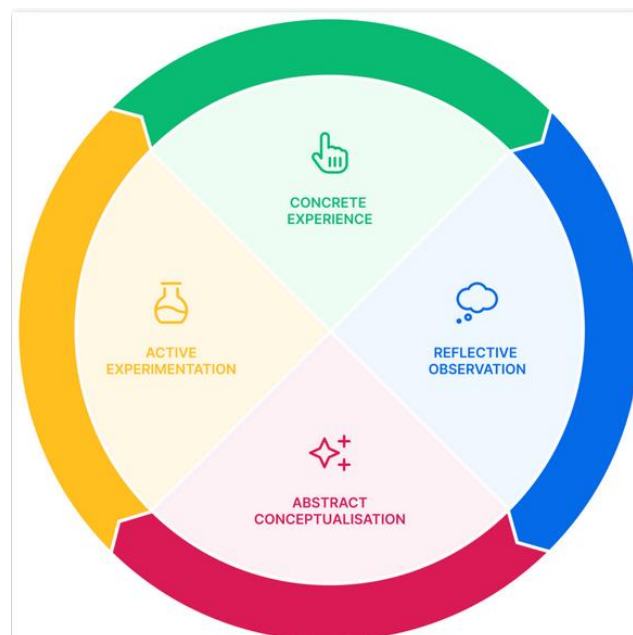 CONCRETE
EXPERIENCE
ACTIVE
EXPERIMENTATION
REFLECTIVE
OBSERVATION
ABSTRACT
CONCEPTUALISATION